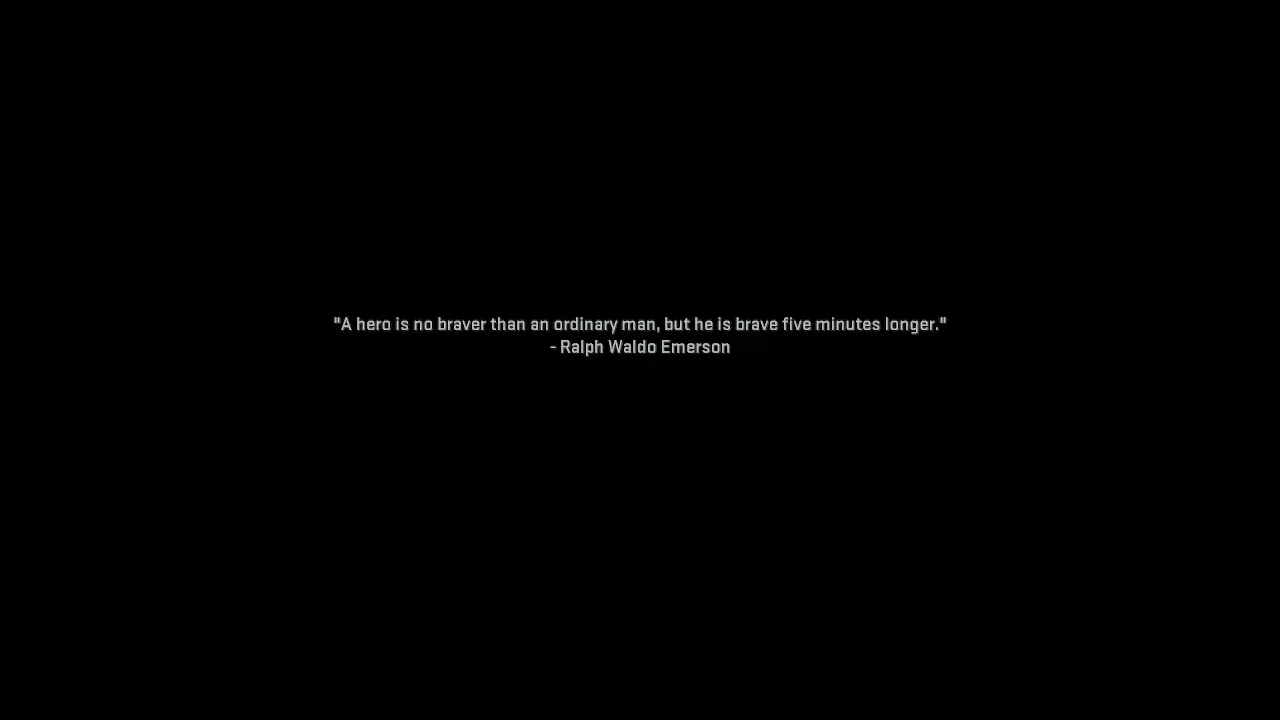 "A hero is no braver than an ordinary man, but he is brave five minutes longer."
- Ralph Waldo Emerson